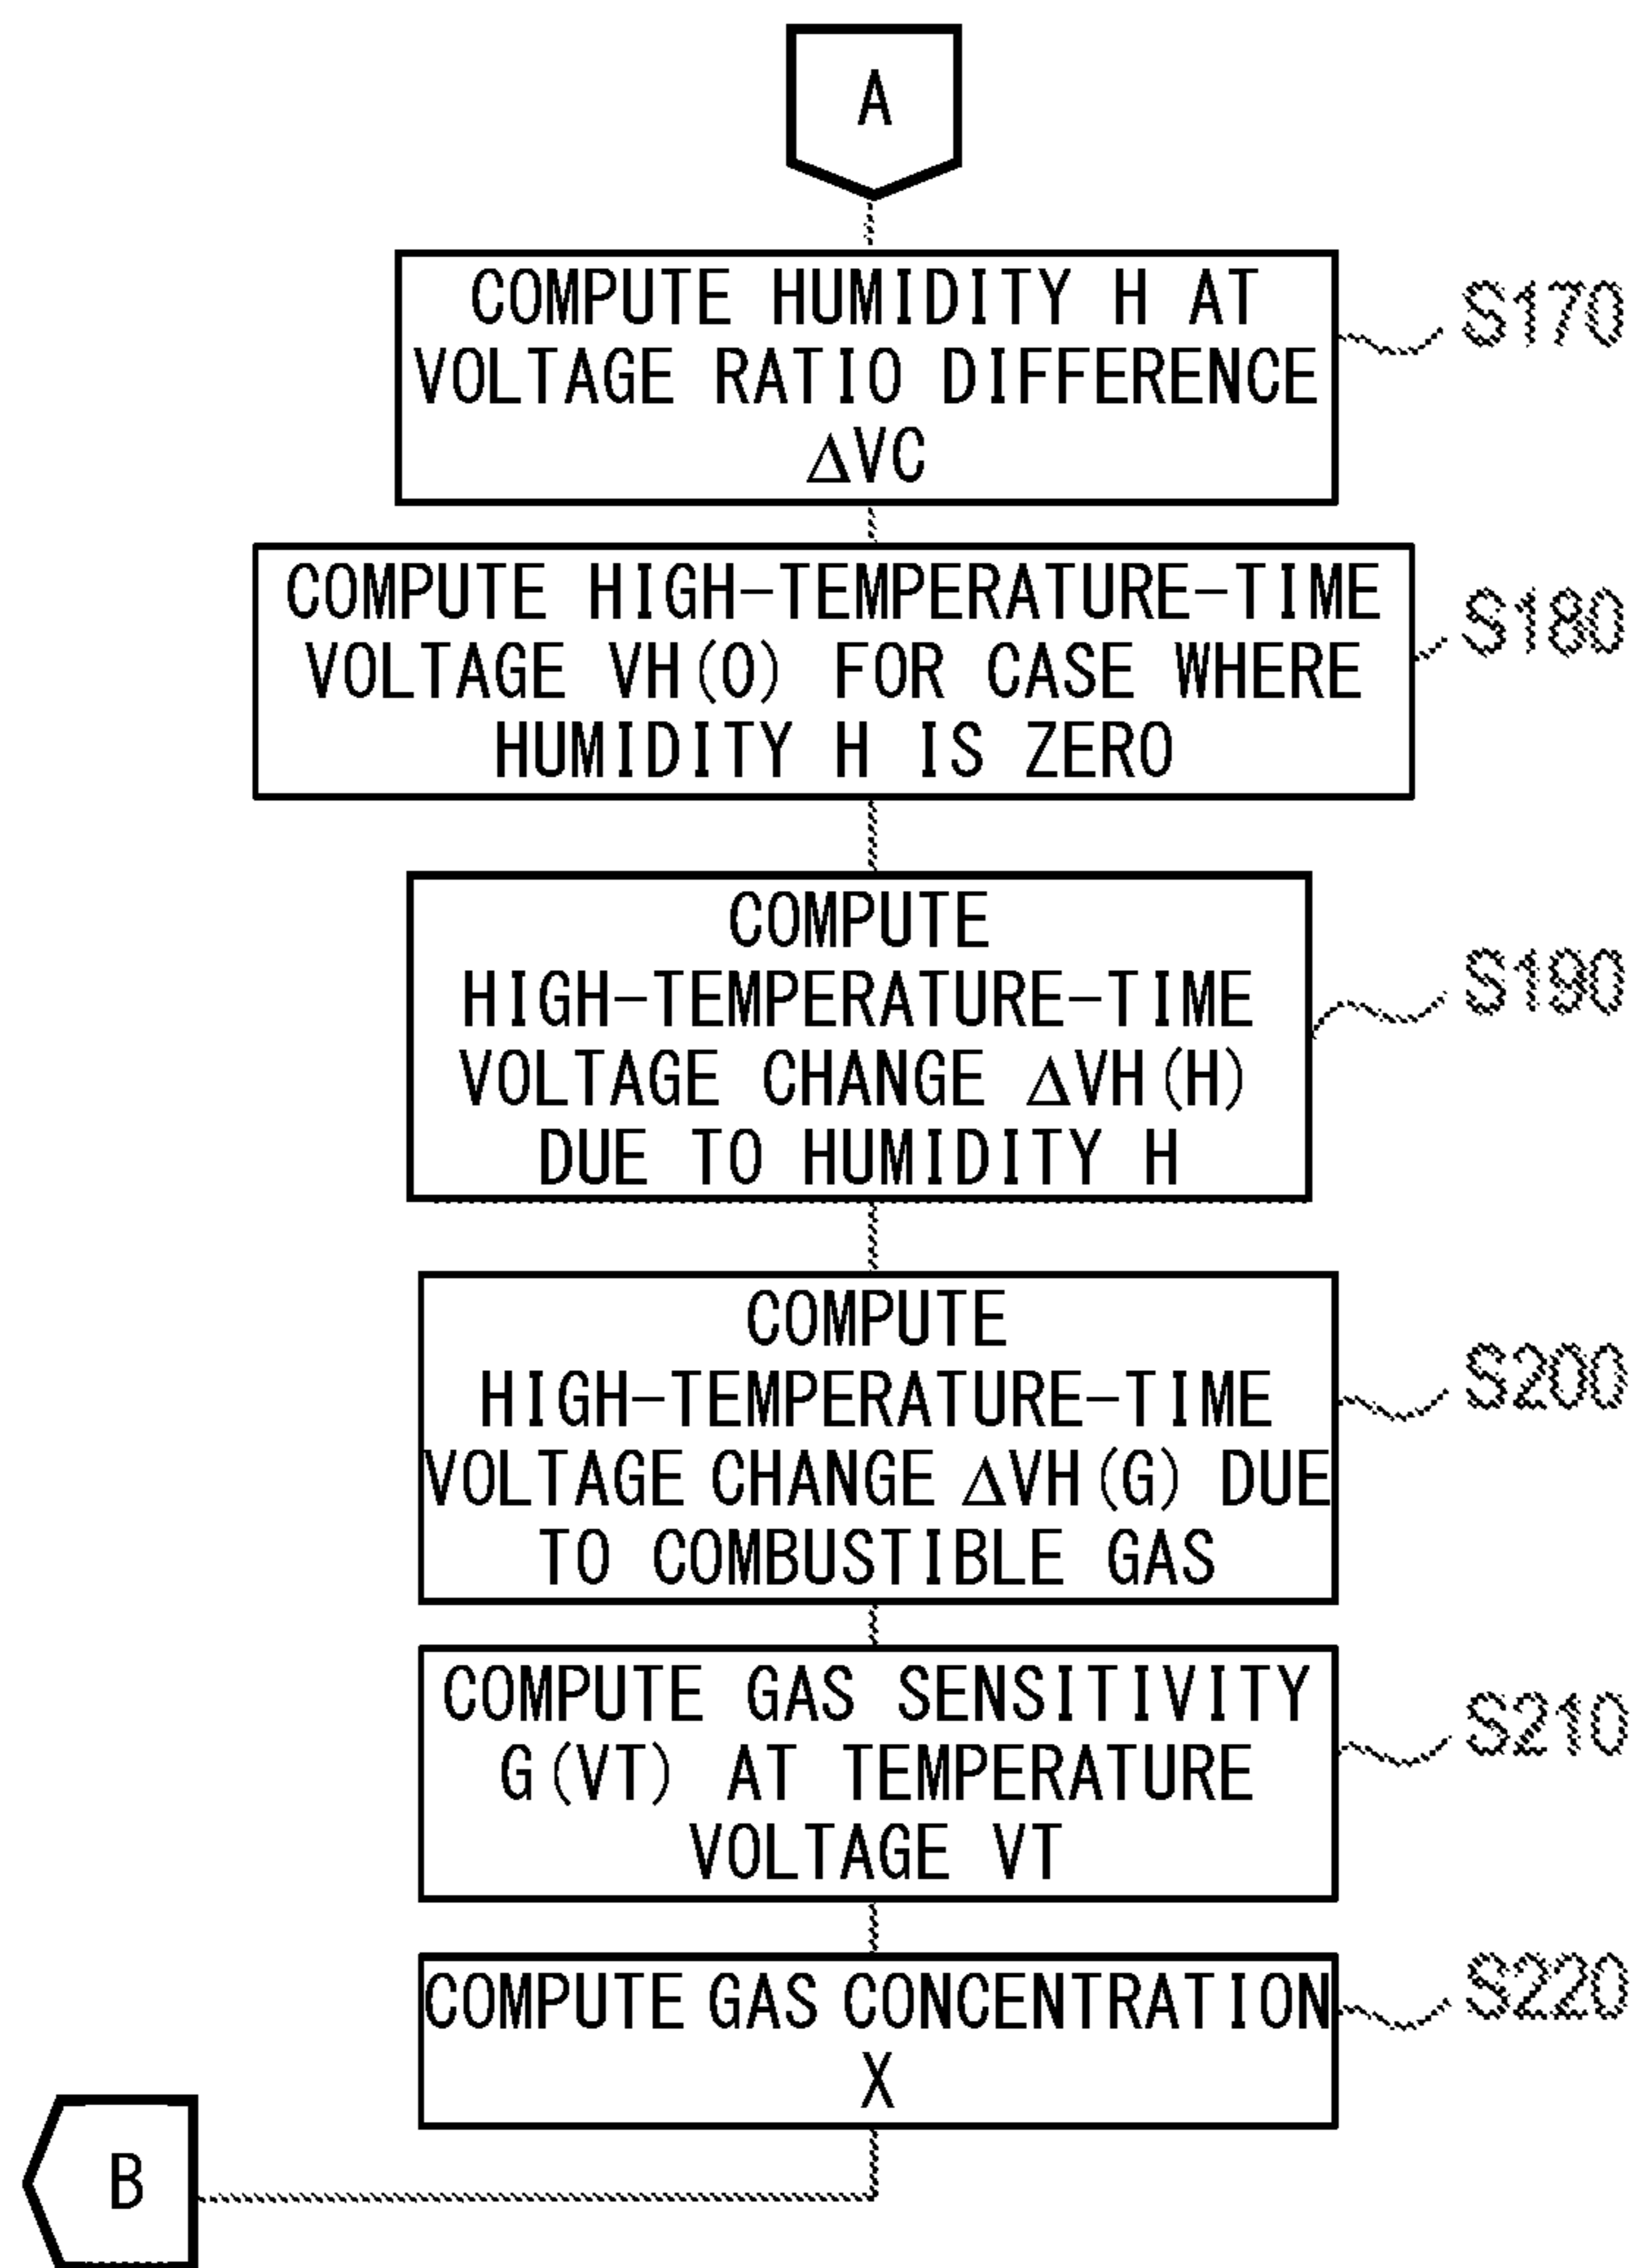 A
COMPUTE HUMIDITY H AT
VOLTAGE RATIO DIFFERENCE
ΔVC
S170
COMPUTE HIGH-TEMPERATURE-TIME
VOLTAGE VH(0) FOR CASE WHERE
HUMIDITY H IS ZERO
S180
COMPUTE
HIGH-TEMPERATURE-TIME
VOLTAGE CHANGE ΔVH(H)
DUE TO HUMIDITY H
S190
COMPUTE
HIGH-TEMPERATURE-TIME
VOLTAGE CHANGE ΔVH(G) DUE
TO COMBUSTIBLE GAS
S200
COMPUTE GAS SENSITIVITY
G(VT) AT TEMPERATURE
VOLTAGE VT
S210
COMPUTE GAS CONCENTRATION
X
S220
B